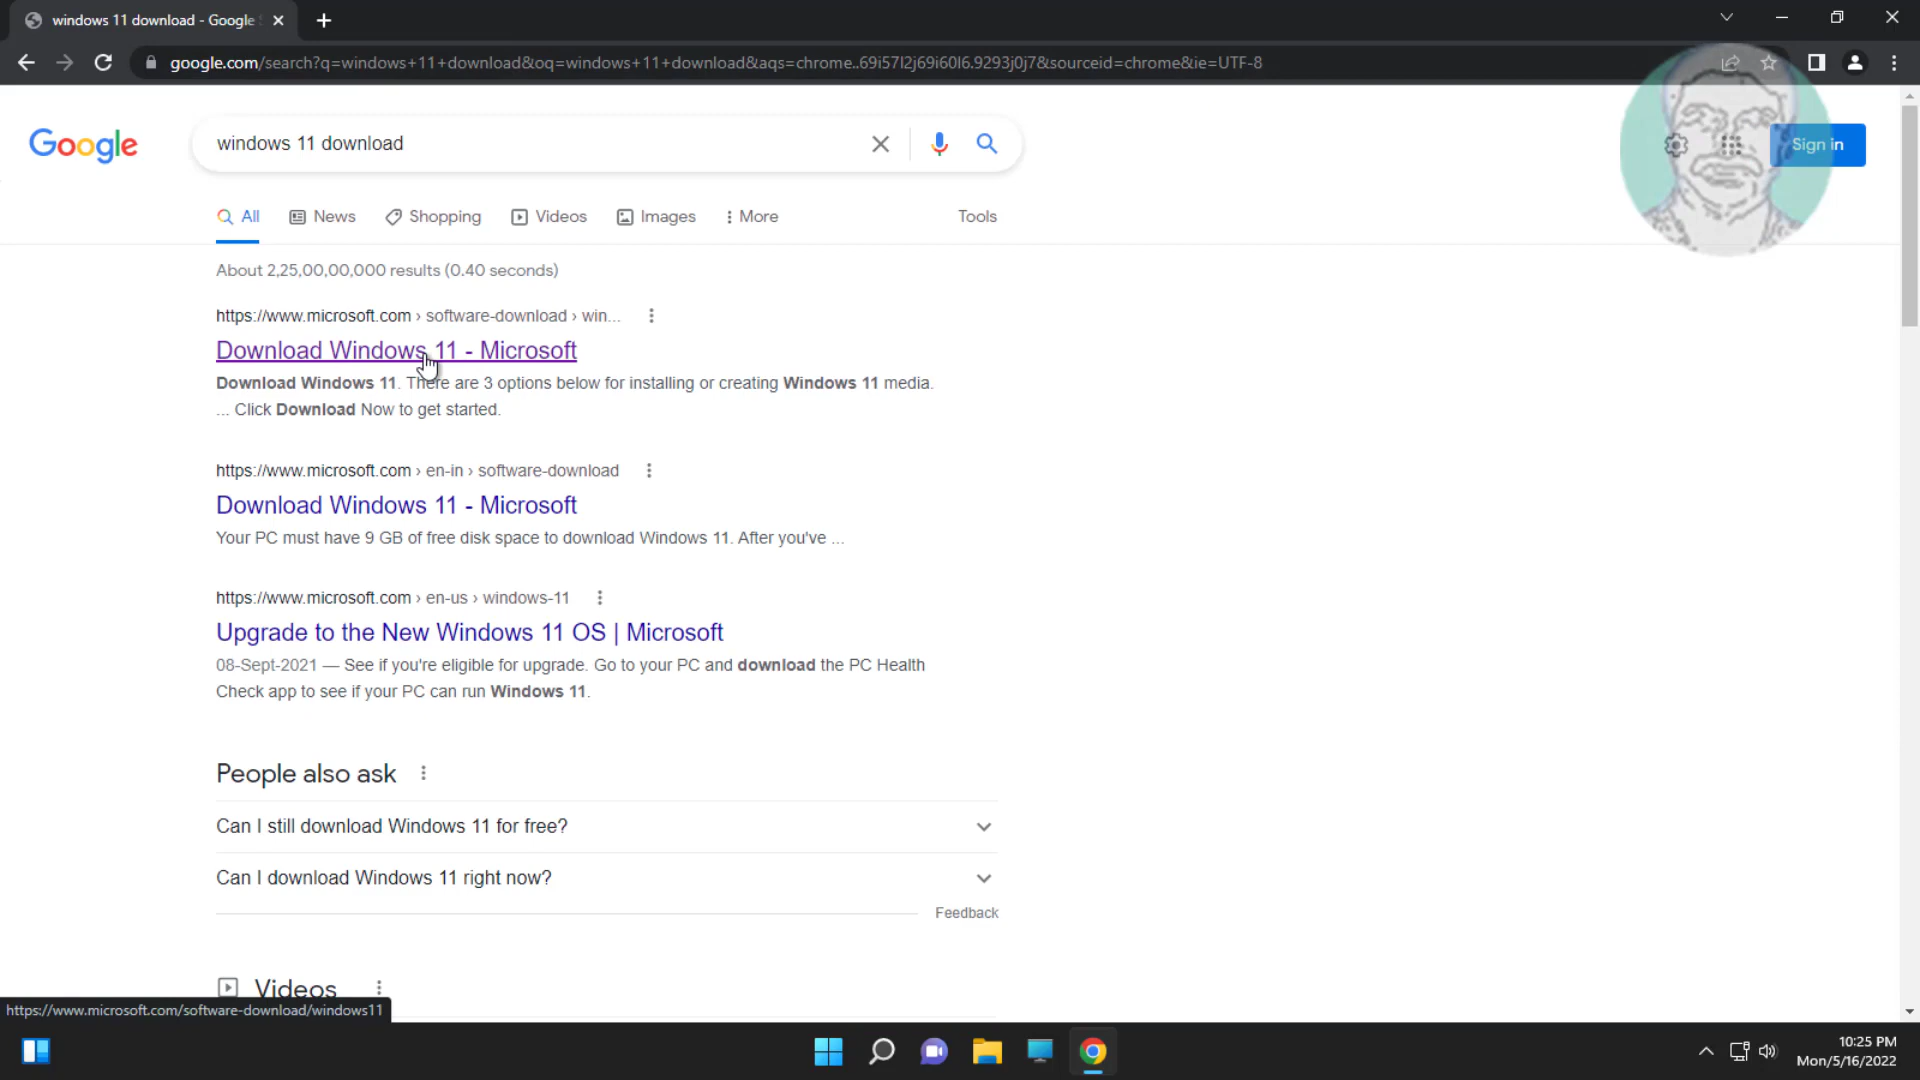 windows 11 download - Google S
google.com/search?q=windows+11+download&oq=windows+11+download&aqs=chrome..69i57l2j69i60l6.9293j0j7&sourceid=chrome&ie=UTF-8
Google
windows 11 download
Sign in
All
News
Shopping
Videos
Images
More
Tools
About 2,25,00,00,000 results (0.40 seconds)
https://www.microsoft.com › software-download › win...
Download Windows 11 - Microsoft
Download Windows 11. There are 3 options below for installing or creating Windows 11 media.
... Click Download Now to get started.
https://www.microsoft.com › en-in › software-download
Download Windows 11 - Microsoft
Your PC must have 9 GB of free disk space to download Windows 11. After you've ...
https://www.microsoft.com › en-us › windows-11
Upgrade to the New Windows 11 OS | Microsoft
08-Sept-2021 — See if you're eligible for upgrade. Go to your PC and download the PC Health
Check app to see if your PC can run Windows 11.
People also ask
Can I still download Windows 11 for free?
Can I download Windows 11 right now?
Feedback
Videos
https://www.microsoft.com/software-download/windows11
10:25 PM
Mon/5/16/2022